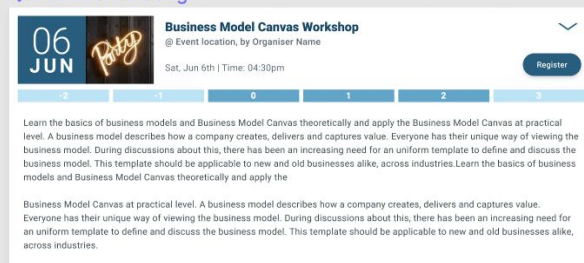 06
JUN
Party
Business Model Canvas Workshop
@ Event location, by Organiser Name
Sat, Jun 6th | Time: 04:30pm
Register
-2 -1 0 1 2 3
Learn the basics of business models and Business Model Canvas theoretically and apply the Business Model Canvas at practical
level. A business model describes how a company creates, delivers and captures value. Everyone has their unique way of viewing the
business model. During discussions about this, there has been an increasing need for an uniform template to define and discuss the
business model. This template should be applicable to new and old businesses alike, across industries.Learn the basics of business
models and Business Model Canvas theoretically and apply the
Business Model Canvas at practical level. A business model describes how a company creates, delivers and captures value.
Everyone has their unique way of viewing the business model. During discussions about this, there has been an increasing need for
an uniform template to define and discuss the business model. This template should be applicable to new and old businesses alike,
across industries.